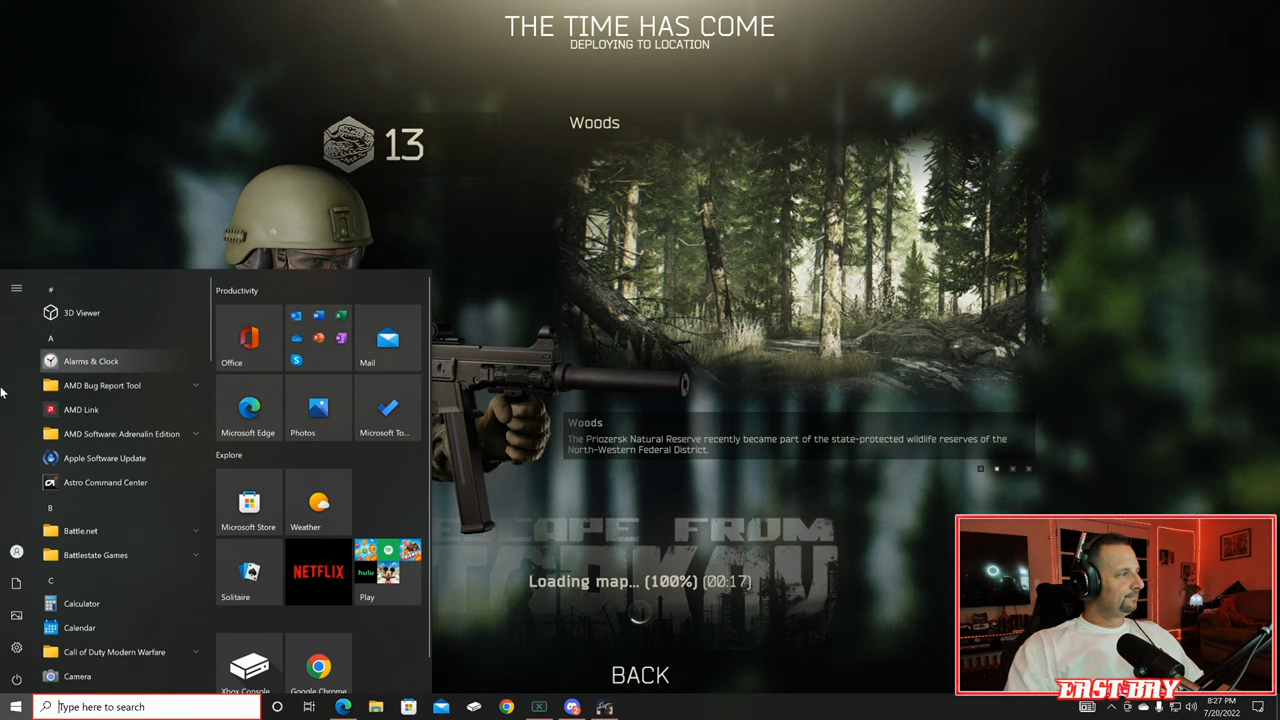 THE TIME HAS COME
DEPLOYING TO LOCATION
13
Woods
#
3D Viewer
A
Alarms & Clock
AMD Bug Report Tool
AMD Link
AMD Software: Adrenalin Edition
Apple Software Update
Astro Command Center
B
Battle.net
Battlestate Games
C
Calculator
Calendar
Call of Duty Modern Warfare
Camera
Productivity
Office
Mail
Microsoft Edge
Photos
Microsoft To...
Explore
Microsoft Store
Weather
Solitaire
NETFLIX
hulu
Play
Xbox Console
Google Chrome
Woods
The Priozersk Natural Reserve recently became part of the state-protected wildlife reserves of the
North-Western Federal District.
ESCAPE FROM
TARKOV
Loading map... (100%) (00:17)
BACK
EAST BAY
Type here to search
8:27 PM
7/20/2022